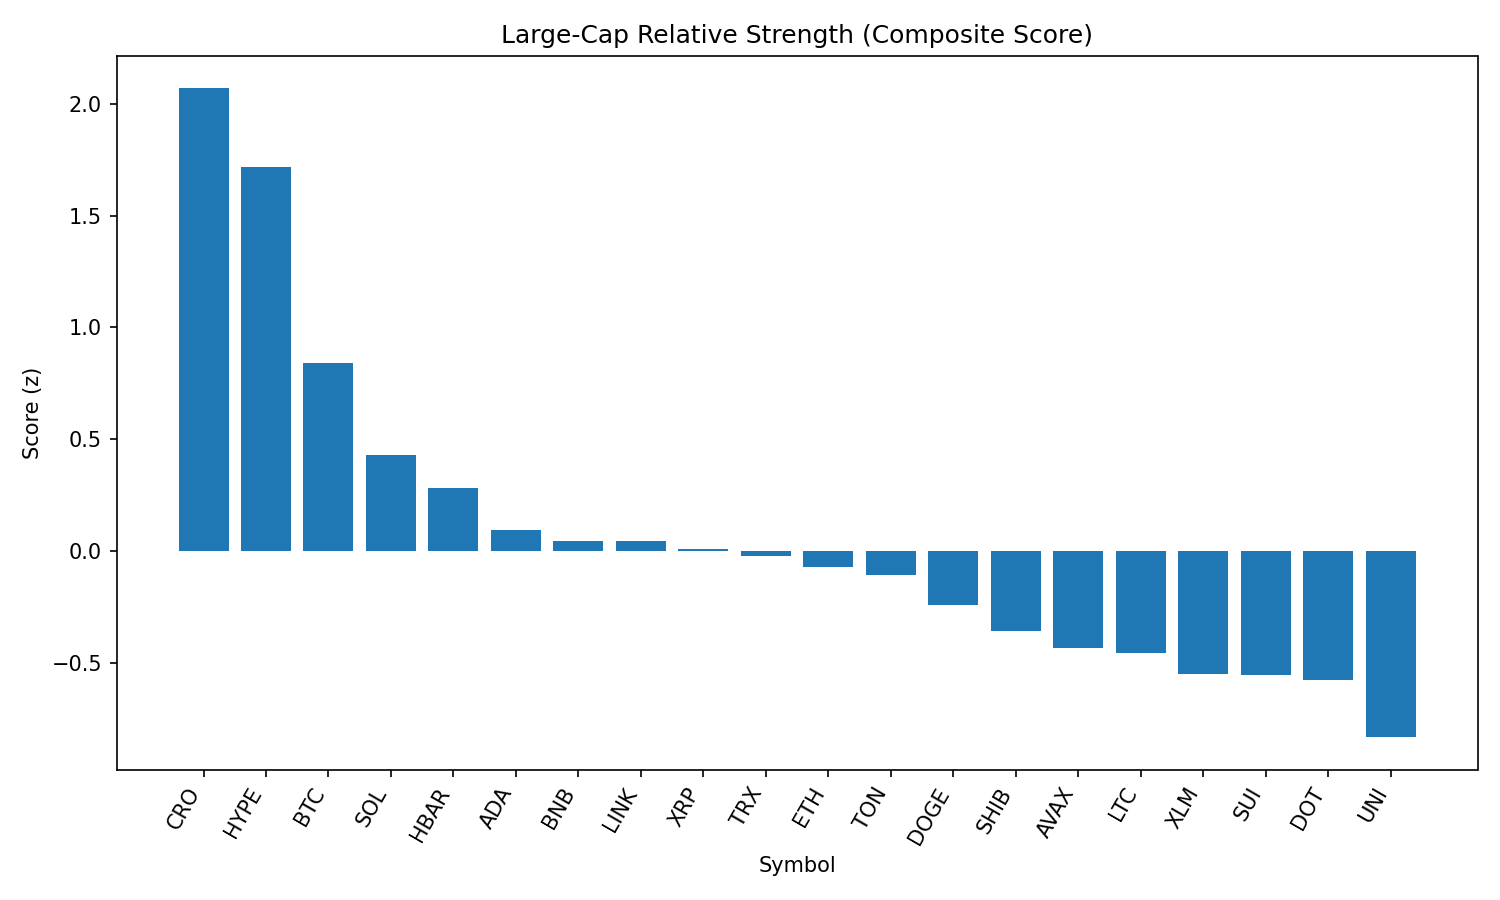 Large-Cap Relative Strength (Composite Score)
2.0
1.5
1.0
0.5
0.0
−0.5
Score (z)
CRO
HYPE
BTC
SOL
HBAR
ADA
BNB
LINK
XRP
TRX
ETH
TON
DOGE
SHIB
AVAX
LTC
XLM
SUI
DOT
UNI
Symbol